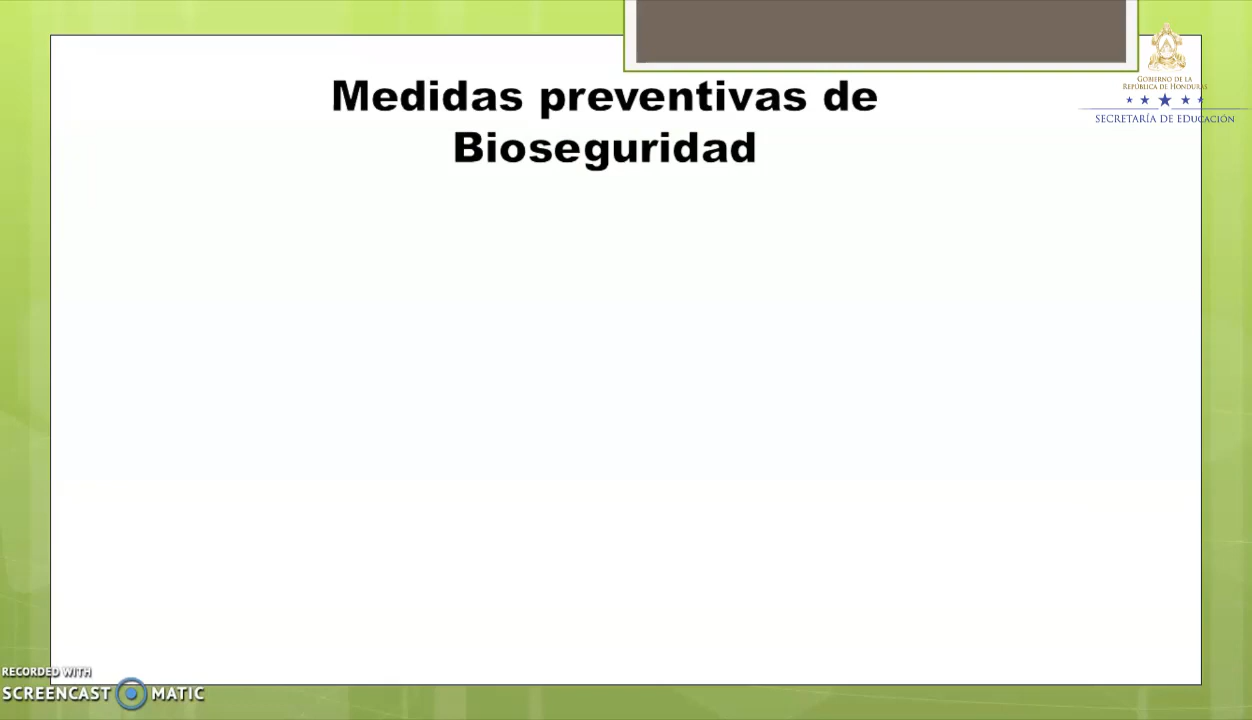 Medidas preventivas de
Bioseguridad
GOBIERNO DE LA
REPÚBLICA DE HONDURAS
SECRETARÍA DE EDUCACIÓN
RECORDED WITH
SCREENCAST MATIC